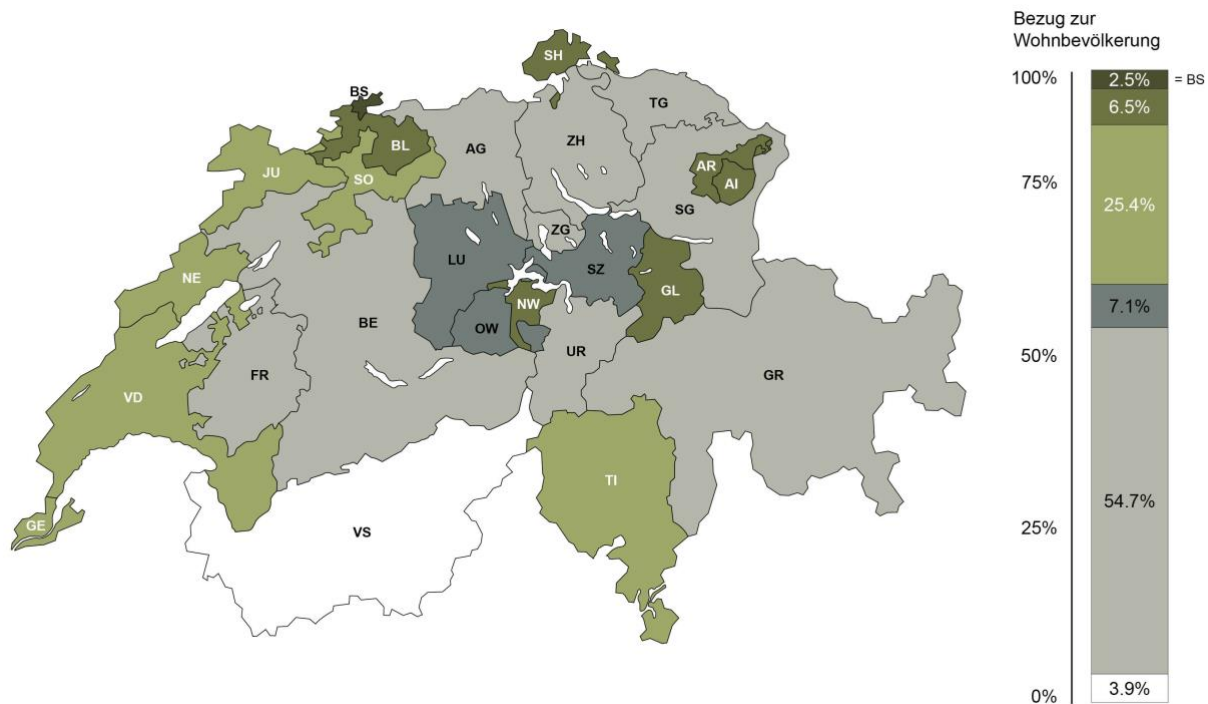 Bezug zur
Wohnbevölkerung
100%
75%
50%
25%
0%
2.5%
= BS
6.5%
25.4%
7.1%
54.7%
3.9%
SH
BS
TG
BL
AG
ZH
JU
SO
AR
AI
SG
ZG
LU
SZ
NE
GL
NW
BE
OW
UR
FR
GR
VD
TI
GE
VS